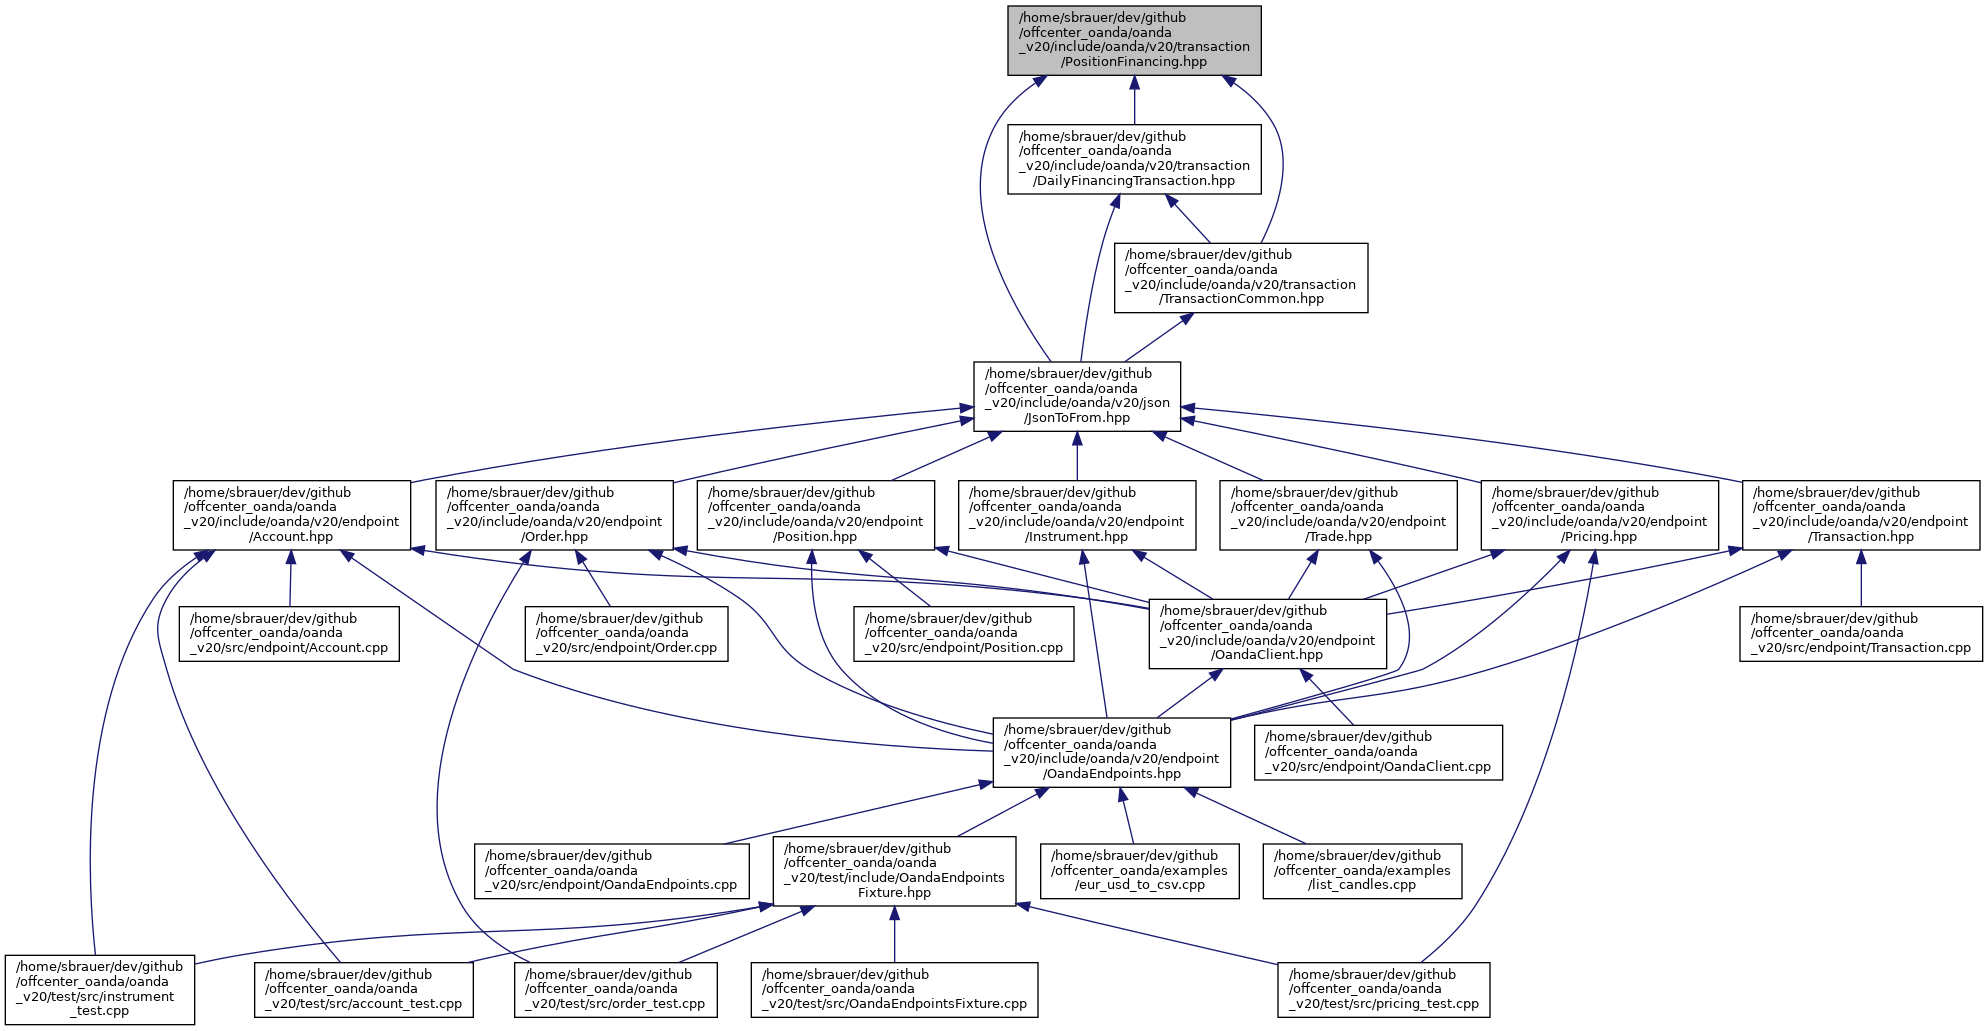 /home/sbrauer/dev/github
/offcenter_oanda/oanda
_v20/include/oanda/v20/transaction
/PositionFinancing.hpp
/home/sbrauer/dev/github
/offcenter_oanda/oanda
_v20/include/oanda/v20/transaction
/DailyFinancingTransaction.hpp
/home/sbrauer/dev/github
/offcenter_oanda/oanda
_v20/include/oanda/v20/transaction
/TransactionCommon.hpp
/home/sbrauer/dev/github
/offcenter_oanda/oanda
_v20/include/oanda/v20/json
/JsonToFrom.hpp
/home/sbrauer/dev/github
/offcenter_oanda/oanda
_v20/include/oanda/v20/endpoint
/Account.hpp
/home/sbrauer/dev/github
/offcenter_oanda/oanda
_v20/include/oanda/v20/endpoint
/Order.hpp
/home/sbrauer/dev/github
/offcenter_oanda/oanda
_v20/include/oanda/v20/endpoint
/Position.hpp
/home/sbrauer/dev/github
/offcenter_oanda/oanda
_v20/include/oanda/v20/endpoint
/Instrument.hpp
/home/sbrauer/dev/github
/offcenter_oanda/oanda
_v20/include/oanda/v20/endpoint
/Trade.hpp
/home/sbrauer/dev/github
/offcenter_oanda/oanda
_v20/include/oanda/v20/endpoint
/Pricing.hpp
/home/sbrauer/dev/github
/offcenter_oanda/oanda
_v20/include/oanda/v20/endpoint
/Transaction.hpp
/home/sbrauer/dev/github
/offcenter_oanda/oanda
_v20/src/endpoint/Account.cpp
/home/sbrauer/dev/github
/offcenter_oanda/oanda
_v20/src/endpoint/Order.cpp
/home/sbrauer/dev/github
/offcenter_oanda/oanda
_v20/src/endpoint/Position.cpp
/home/sbrauer/dev/github
/offcenter_oanda/oanda
_v20/include/oanda/v20/endpoint
/OandaClient.hpp
/home/sbrauer/dev/github
/offcenter_oanda/oanda
_v20/src/endpoint/Transaction.cpp
/home/sbrauer/dev/github
/offcenter_oanda/oanda
_v20/include/oanda/v20/endpoint
/OandaEndpoints.hpp
/home/sbrauer/dev/github
/offcenter_oanda/oanda
_v20/src/endpoint/OandaClient.cpp
/home/sbrauer/dev/github
/offcenter_oanda/oanda
_v20/src/endpoint/OandaEndpoints.cpp
/home/sbrauer/dev/github
/offcenter_oanda/oanda
_v20/test/include/OandaEndpoints
Fixture.hpp
/home/sbrauer/dev/github
/offcenter_oanda/examples
/eur_usd_to_csv.cpp
/home/sbrauer/dev/github
/offcenter_oanda/examples
/list_candles.cpp
/home/sbrauer/dev/github
/offcenter_oanda/oanda
_v20/test/src/instrument
_test.cpp
/home/sbrauer/dev/github
/offcenter_oanda/oanda
_v20/test/src/account_test.cpp
/home/sbrauer/dev/github
/offcenter_oanda/oanda
_v20/test/src/order_test.cpp
/home/sbrauer/dev/github
/offcenter_oanda/oanda
_v20/test/src/OandaEndpointsFixture.cpp
/home/sbrauer/dev/github
/offcenter_oanda/oanda
_v20/test/src/pricing_test.cpp